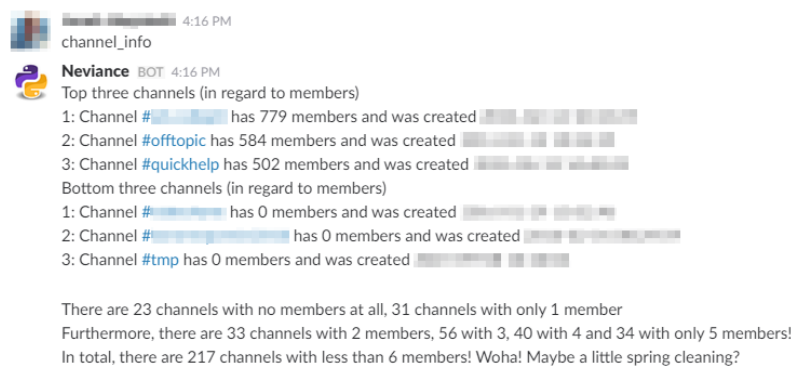 4:16 PM
channel_info
Neviance BOT 4:16 PM
Top three channels (in regard to members)
1: Channel # has 779 members and was created
2: Channel #offtopic has 584 members and was created
3: Channel #quickhelp has 502 members and was created
Bottom three channels (in regard to members)
1: Channel # has 0 members and was created
2: Channel # has 0 members and was created
3: Channel #tmp has 0 members and was created
There are 23 channels with no members at all, 31 channels with only 1 member
Furthermore, there are 33 channels with 2 members, 56 with 3, 40 with 4 and 34 with only 5 members!
In total, there are 217 channels with less than 6 members! Woha! Maybe a little spring cleaning?